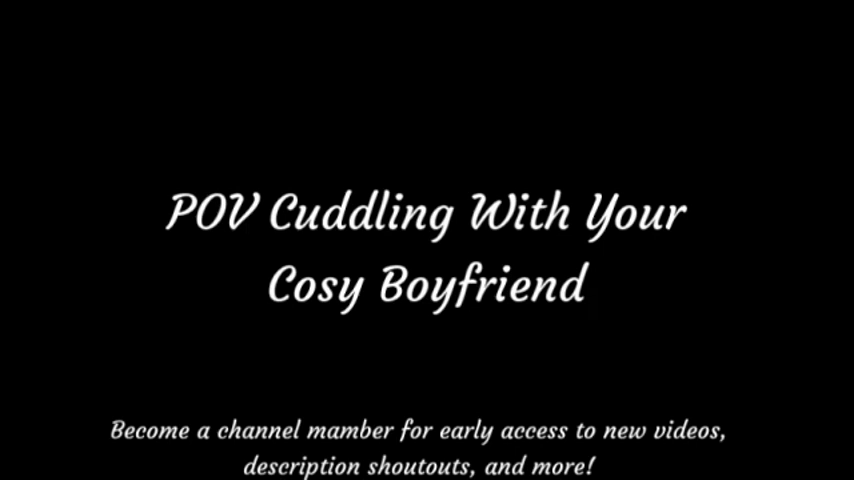 POV Cuddling With Your
Cosy Boyfriend
Become a channel mamber for early access to new videos,
description shoutouts, and more!